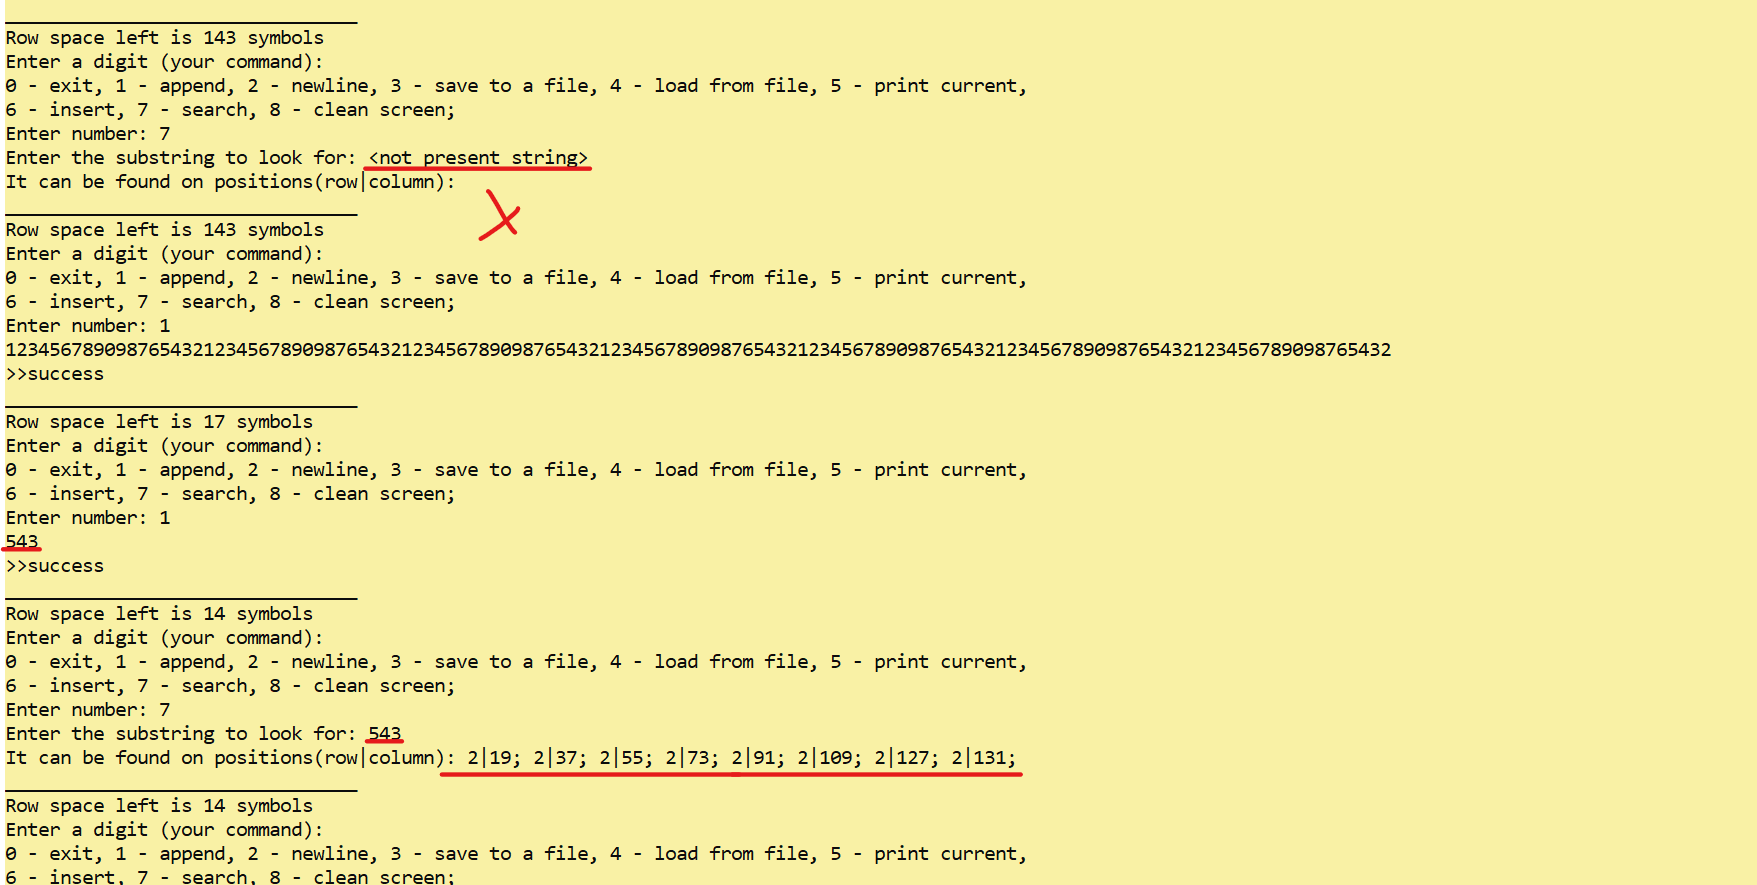 ________________________________
Row space left is 143 symbols
Enter a digit (your command):
0 - exit, 1 - append, 2 - newline, 3 - save to a file, 4 - load from file, 5 - print current,
6 - insert, 7 - search, 8 - clean screen;
Enter number: 7
Enter the substring to look for: <not present string>
It can be found on positions(row|column):
________________________________
Row space left is 143 symbols
Enter a digit (your command):
0 - exit, 1 - append, 2 - newline, 3 - save to a file, 4 - load from file, 5 - print current,
6 - insert, 7 - search, 8 - clean screen;
Enter number: 1
123456789098765432123456789098765432123456789098765432123456789098765432123456789098765432123456789098765432123456789098765432
>>success
________________________________
Row space left is 17 symbols
Enter a digit (your command):
0 - exit, 1 - append, 2 - newline, 3 - save to a file, 4 - load from file, 5 - print current,
6 - insert, 7 - search, 8 - clean screen;
Enter number: 1
543
>>success
________________________________
Row space left is 14 symbols
Enter a digit (your command):
0 - exit, 1 - append, 2 - newline, 3 - save to a file, 4 - load from file, 5 - print current,
6 - insert, 7 - search, 8 - clean screen;
Enter number: 7
Enter the substring to look for: 543
It can be found on positions(row|column): 2|19; 2|37; 2|55; 2|73; 2|91; 2|109; 2|127; 2|131;
________________________________
Row space left is 14 symbols
Enter a digit (your command):
0 - exit, 1 - append, 2 - newline, 3 - save to a file, 4 - load from file, 5 - print current,
6 - insert, 7 - search, 8 - clean screen;